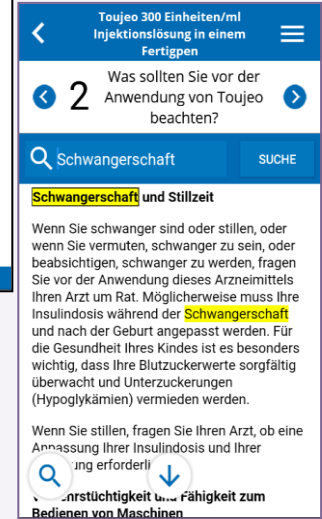 Toujeo 300 Einheiten/ml
Injektionslösung in einem
Fertigpen
2
Was sollten Sie vor der
Anwendung von Toujeo
beachten?
Schwangerschaft
SUCHE
Schwangerschaft und Stillzeit
Wenn Sie schwanger sind oder stillen, oder
wenn Sie vermuten, schwanger zu sein, oder
beabsichtigen, schwanger zu werden, fragen
Sie vor der Anwendung dieses Arzneimittels
Ihren Arzt um Rat. Möglicherweise muss Ihre
Insulindosis während der Schwangerschaft
und nach der Geburt angepasst werden. Für
die Gesundheit Ihres Kindes ist es besonders
wichtig, dass Ihre Blutzuckerwerte sorgfältig
überwacht und Unterzuckerungen
(Hypoglykämien) vermieden werden.
Wenn Sie stillen, fragen Sie Ihren Arzt, ob eine
Anpassung Ihrer Insulindosis und Ihrer
und Fähigkeit zum
Bedienen von Maschinen